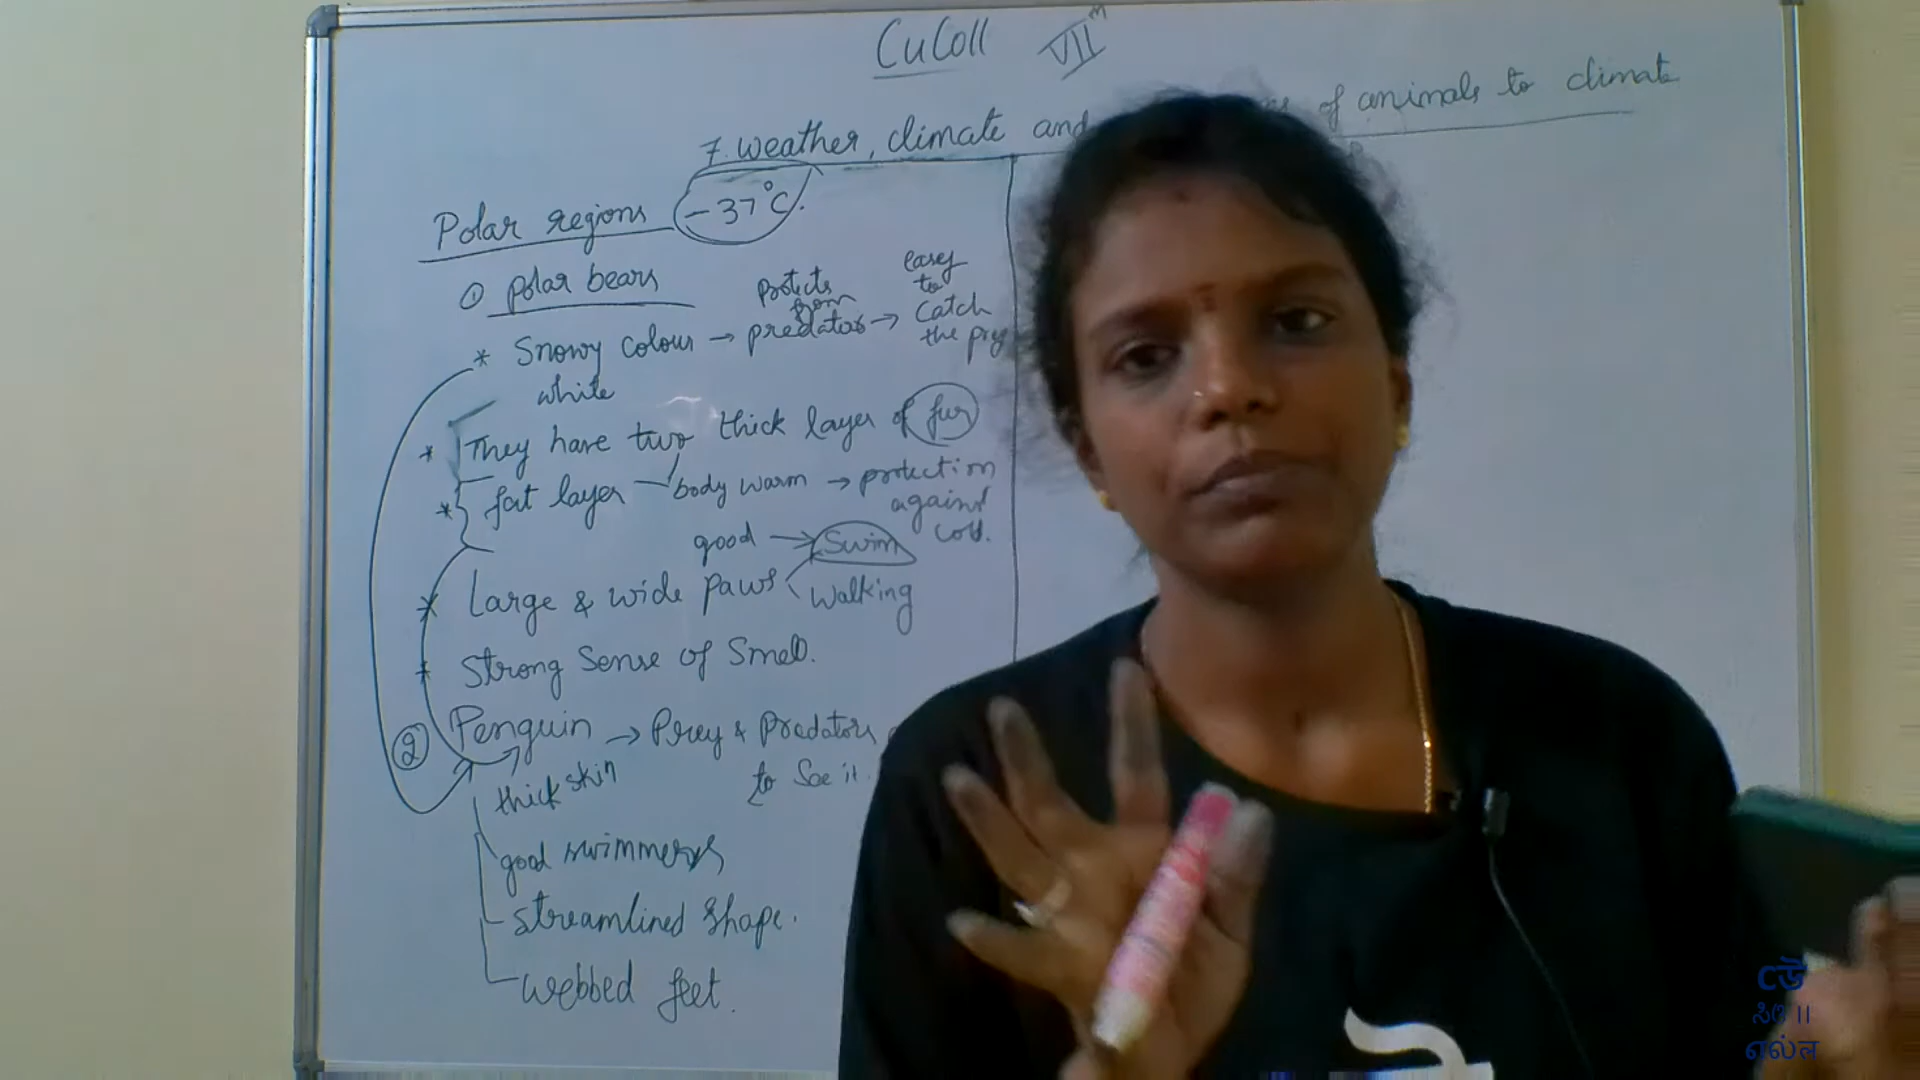 CuColl VII
7. weather, climate and of animals to climate
Polar regions -37°C.
① polar bears
* Snowy colour → protects from predators → easy to catch the prey
white
* They have two thick layer of fur
* fat layer — body warm → protection against cold.
good → Swim
* Large & wide paws walking
* Strong Sense of Smell.
② Penguin → Prey & Predators
to See it.
thick skin
good swimmers
streamlined shape.
webbed feet.
எல்ல